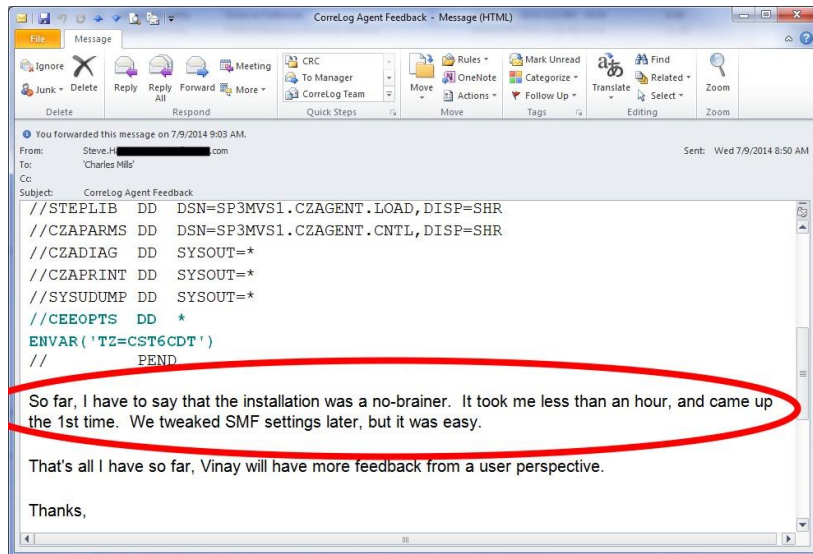 CorreLog Agent Feedback - Message (HTML)
File Message
Ignore
Junk
Delete
Delete
Reply
Reply All
Forward
Meeting
More
Respond
CRC
To Manager
CorreLog Team
Quick Steps
Move
Rules
OneNote
Actions
Move
Mark Unread
Categorize
Follow Up
Tags
Translate
Find
Related
Select
Editing
Zoom
Zoom
You forwarded this message on 7/9/2014 9:03 AM.
From: Steve.H .com Sent: Wed 7/9/2014 8:50 AM
To: 'Charles Mills'
Cc:
Subject: CorreLog Agent Feedback
//STEPLIB DD DSN=SP3MVS1.CZAGENT.LOAD,DISP=SHR
//CZAPARMS DD DSN=SP3MVS1.CZAGENT.CNTL,DISP=SHR
//CZADIAG DD SYSOUT=*
//CZAPRINT DD SYSOUT=*
//SYSUDUMP DD SYSOUT=*
//CEEOPTS DD *
ENVAR('TZ=CST6CDT')
// PEND
So far, I have to say that the installation was a no-brainer. It took me less than an hour, and came up
the 1st time. We tweaked SMF settings later, but it was easy.
That's all I have so far, Vinay will have more feedback from a user perspective.
Thanks,